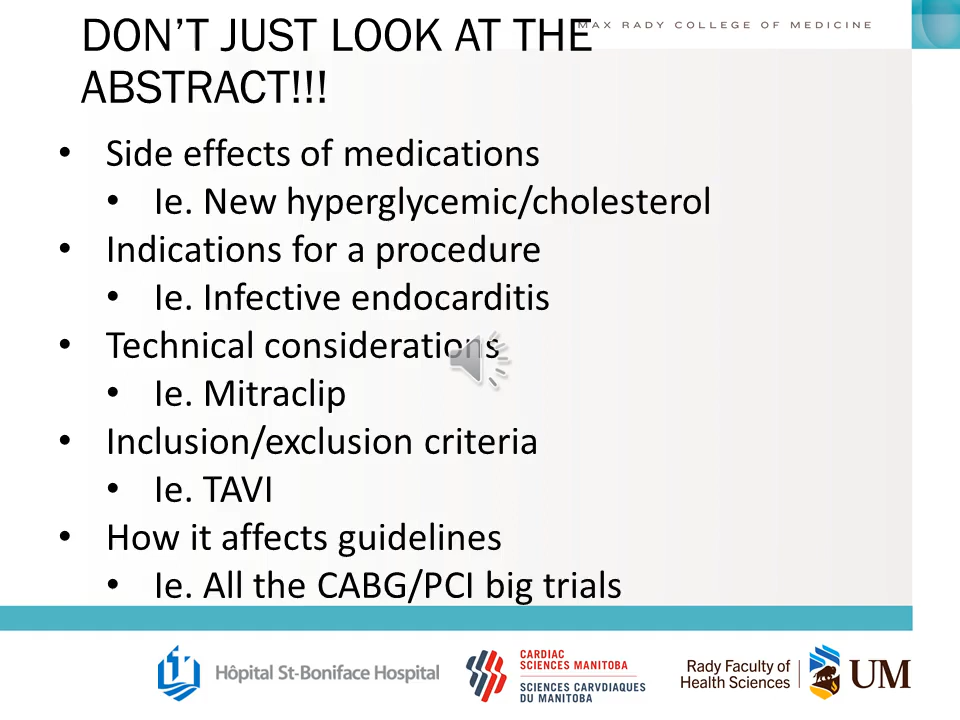 MAX RADY COLLEGE OF MEDICINE
DON'T JUST LOOK AT THE
ABSTRACT!!!
• Side effects of medications
• Ie. New hyperglycemic/cholesterol
• Indications for a procedure
• Ie. Infective endocarditis
• Technical considerations
• Ie. Mitraclip
• Inclusion/exclusion criteria
• Ie. TAVI
• How it affects guidelines
• Ie. All the CABG/PCI big trials
Hôpital St-Boniface Hospital
CARDIAC
SCIENCES MANITOBA
SCIENCES CARVDIAQUES
DU MANITOBA
Rady Faculty of
Health Sciences
UM